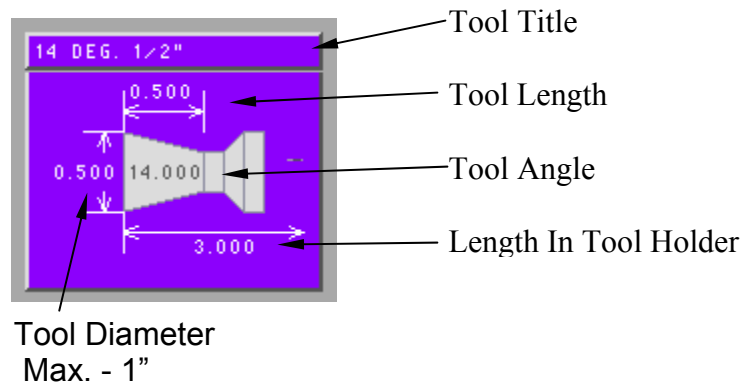 Tool Title
14 DEG. 1/2"
0.500
Tool Length
0.500
14.000
Tool Angle
3.000
Length In Tool Holder
Tool Diameter
Max. - 1”